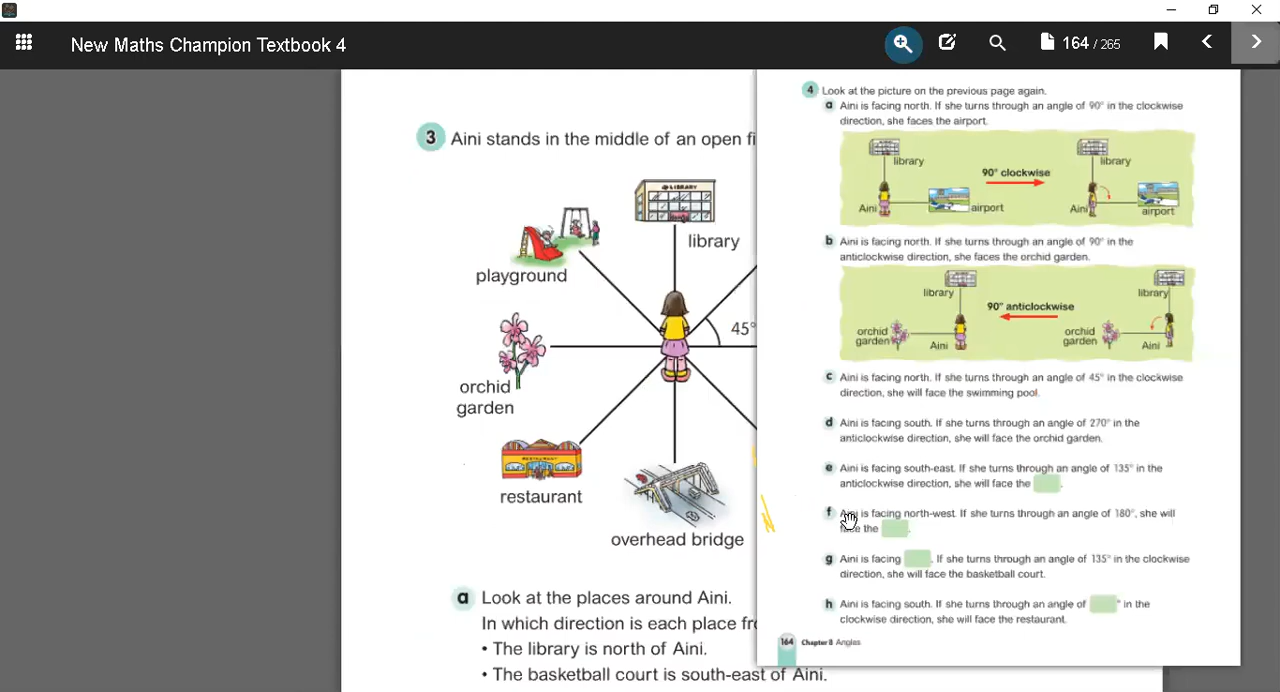 New Maths Champion Textbook 4
164 / 265
3 Aini stands in the middle of an open fi
LIBRARY
library
playground
45°
orchid
garden
RESTAURANT
restaurant
overhead bridge
a Look at the places around Aini.
In which direction is each place fr
• The library is north of Aini.
• The basketball court is south-east of Aini.
4 Look at the picture on the previous page again.
a Aini is facing north. If she turns through an angle of 90° in the clockwise
direction, she faces the airport.
library
90° clockwise
library
Aini
airport
Aini
airport
b Aini is facing north. If she turns through an angle of 90° in the
anticlockwise direction, she faces the orchid garden.
library
90° anticlockwise
library
orchid
garden
Aini
orchid
garden
Aini
c Aini is facing north. If she turns through an angle of 45° in the clockwise
direction, she will face the swimming pool.
d Aini is facing south. If she turns through an angle of 270° in the
anticlockwise direction, she will face the orchid garden.
e Aini is facing south-east. If she turns through an angle of 135° in the
anticlockwise direction, she will face the .
f Aini is facing north-west. If she turns through an angle of 180°, she will
face the .
g Aini is facing . If she turns through an angle of 135° in the clockwise
direction, she will face the basketball court.
h Aini is facing south. If she turns through an angle of ° in the
clockwise direction, she will face the restaurant.
164 Chapter 8 Angles